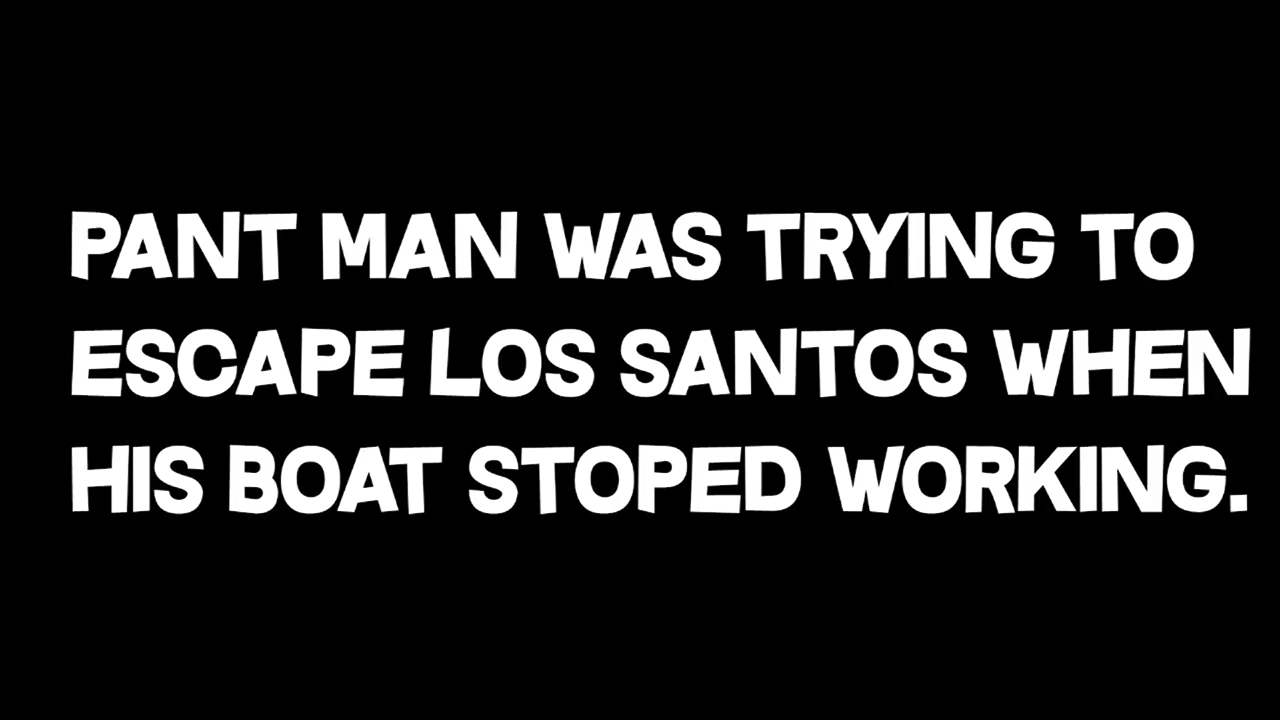 PANT MAN WAS TRYING TO
ESCAPE LOS SANTOS WHEN
HIS BOAT STOPED WORKING.